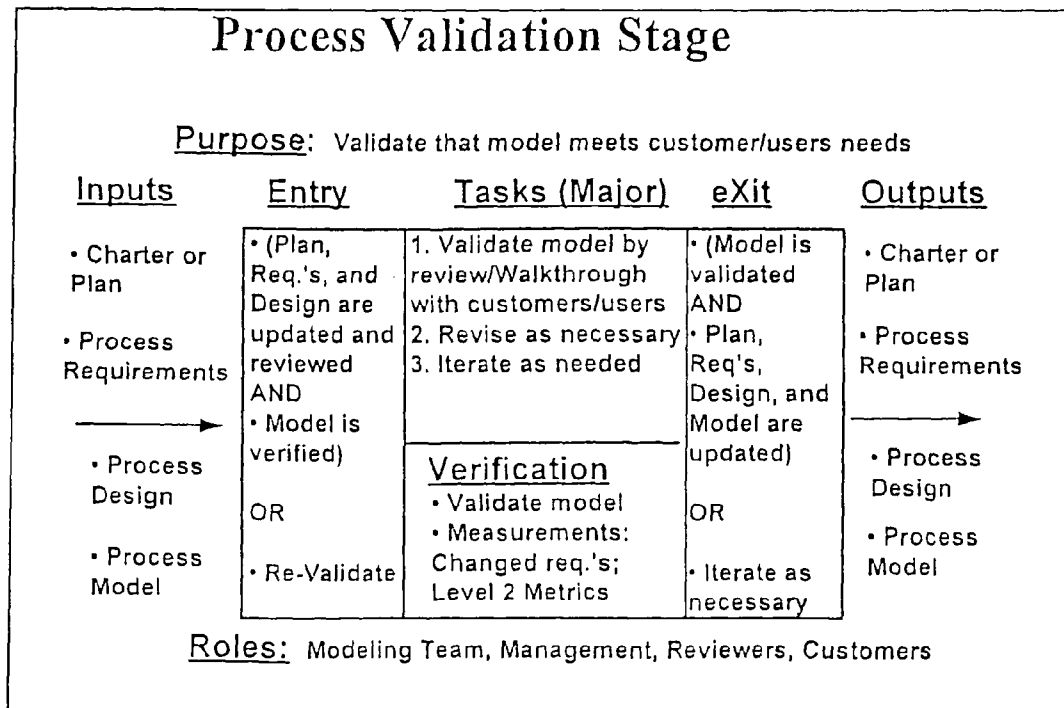 Process Validation Stage
Purpose: Validate that model meets customer/users needs
Inputs
• Charter or
Plan
• Process
Requirements
• Process
Design
• Process
Model
Entry
• (Plan,
Req.'s, and
Design are
updated and
reviewed
AND
• Model is
verified)
OR
• Re-Validate
Tasks (Major)
1. Validate model by
review/Walkthrough
with customers/users
2. Revise as necessary
3. Iterate as needed
Verification
• Validate model
• Measurements:
Changed req.'s;
Level 2 Metrics
eXit
• (Model is
validated
AND
• Plan,
Req's,
Design, and
Model are
updated)
OR
• Iterate as
necessary
Outputs
• Charter or
Plan
• Process
Requirements
• Process
Design
• Process
Model
Roles: Modeling Team, Management, Reviewers, Customers